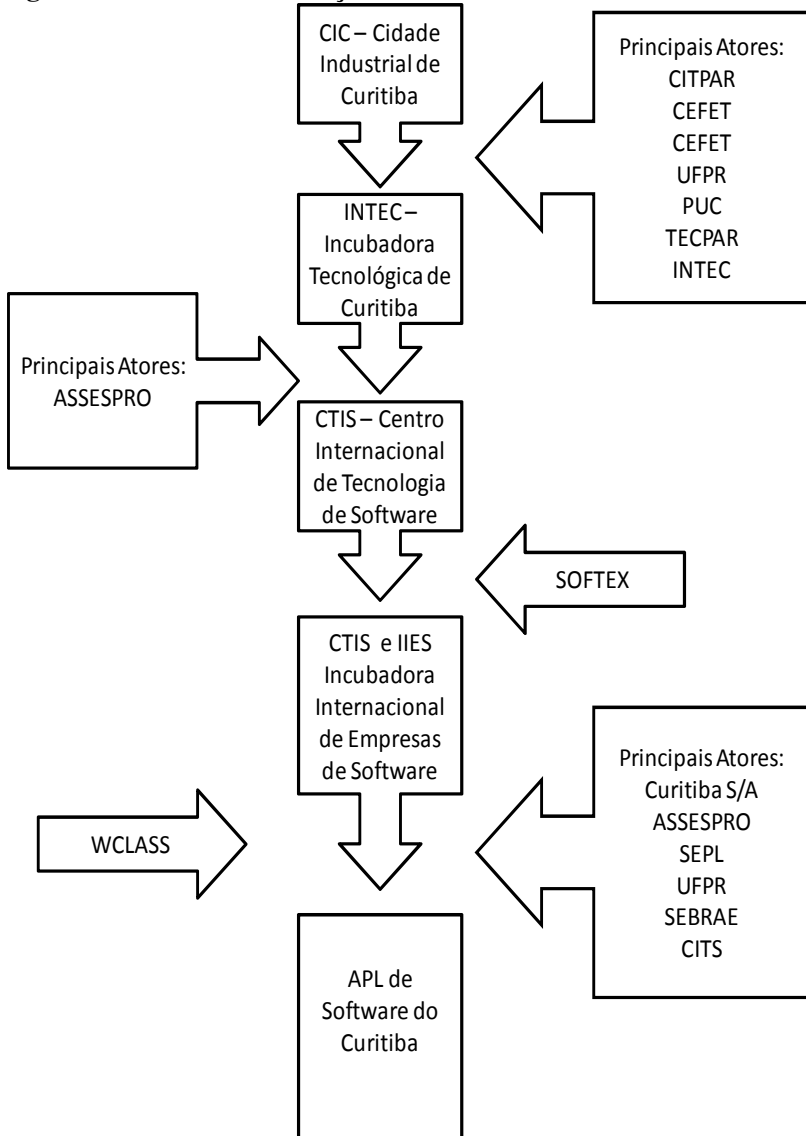 CIC – Cidade
Industrial de
Curitiba
Principais Atores:
CITPAR
CEFET
CEFET
UFPR
PUC
TECPAR
INTEC
INTEC –
Incubadora
Tecnológica de
Curitiba
Principais Atores:
ASSESPRO
CTIS – Centro
Internacional
de Tecnologia
de Software
SOFTEX
CTIS e IIES
Incubadora
Internacional
de Empresas
de Software
WCLASS
Principais Atores:
Curitiba S/A
ASSESPRO
SEPL
UFPR
SEBRAE
CITS
APL de
Software do
Curitiba